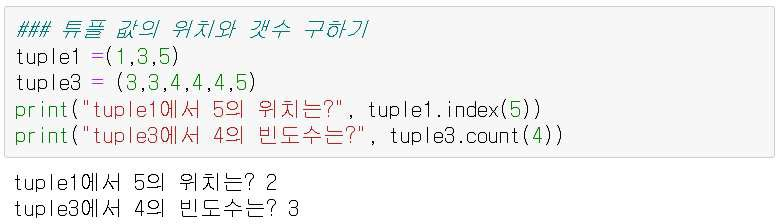 ### 튜플 값의 위치와 갯수 구하기
tuple1 =(1,3,5)
tuple3 = (3,3,4,4,4,5)
print("tuple1에서 5의 위치는?", tuple1.index(5))
print("tuple3에서 4의 빈도수는?", tuple3.count(4))
tuple1에서 5의 위치는? 2
tuple3에서 4의 빈도수는? 3